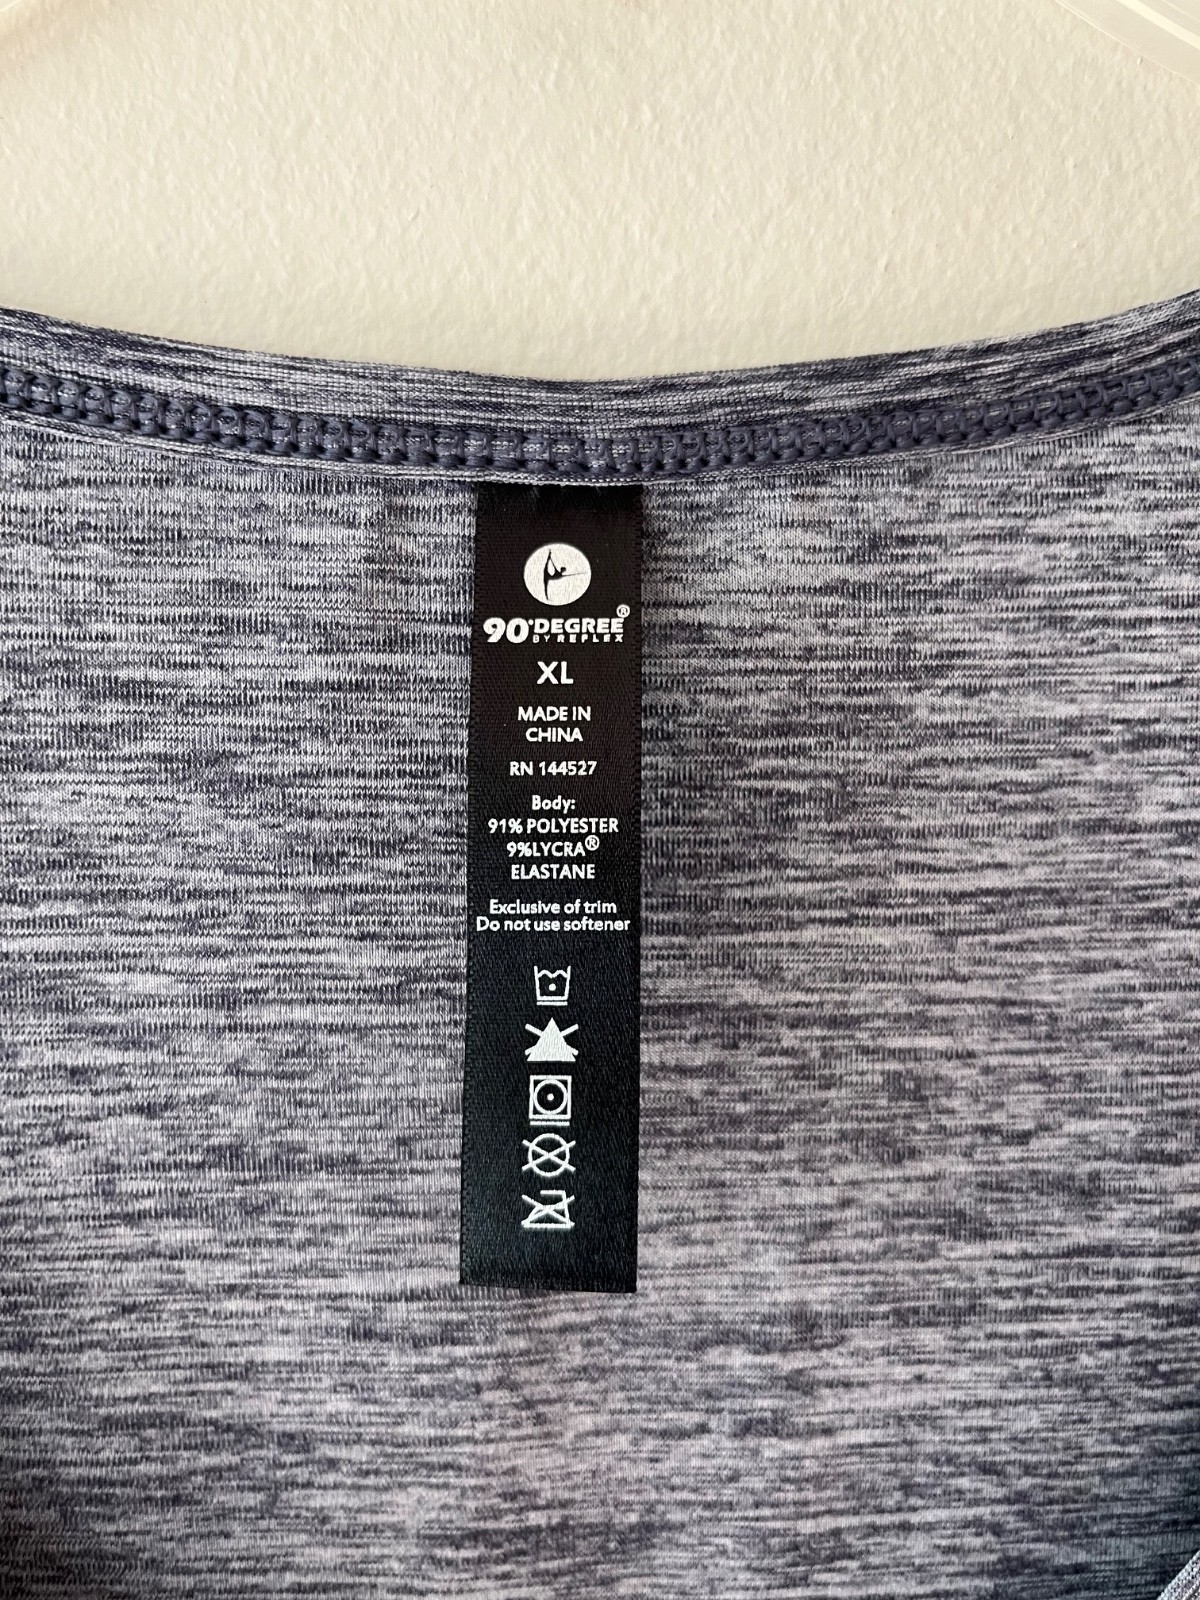 90°DEGREE®
BY REFLEX
XL
MADE IN
CHINA
RN 144527
Body:
91% POLYESTER
9%LYCRA®
ELASTANE
Exclusive of trim
Do not use softener